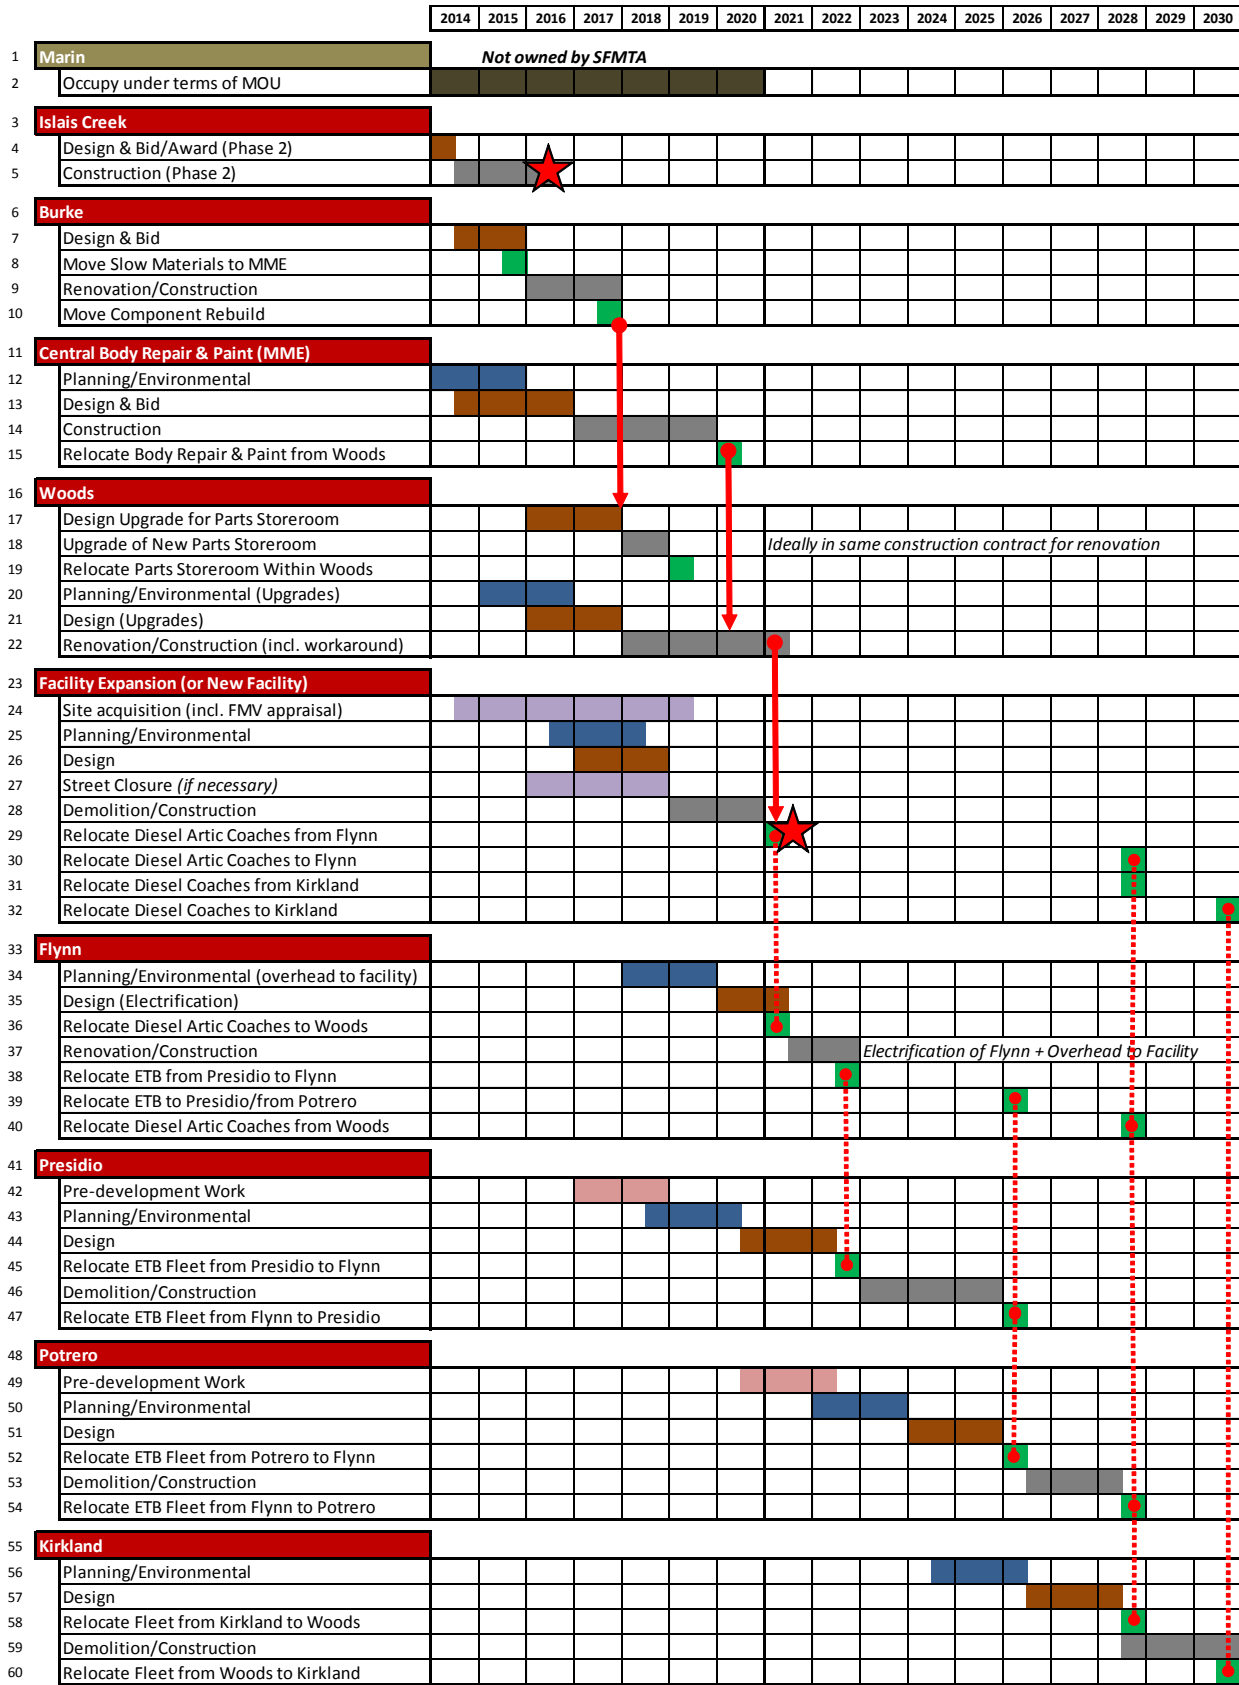 2014 2015 2016 2017 2018 2019 2020 2021 2022 2023 2024 2025 2026 2027 2028 2029 2030
1 Marin Not owned by SFMTA
2 Occupy under terms of MOU
3 Islais Creek
4 Design & Bid/Award (Phase 2)
5 Construction (Phase 2)
6 Burke
7 Design & Bid
8 Move Slow Materials to MME
9 Renovation/Construction
10 Move Component Rebuild
11 Central Body Repair & Paint (MME)
12 Planning/Environmental
13 Design & Bid
14 Construction
15 Relocate Body Repair & Paint from Woods
16 Woods
17 Design Upgrade for Parts Storeroom
18 Upgrade of New Parts Storeroom Ideally in same construction contract for renovation
19 Relocate Parts Storeroom Within Woods
20 Planning/Environmental (Upgrades)
21 Design (Upgrades)
22 Renovation/Construction (incl. workaround)
23 Facility Expansion (or New Facility)
24 Site acquisition (incl. FMV appraisal)
25 Planning/Environmental
26 Design
27 Street Closure (if necessary)
28 Demolition/Construction
29 Relocate Diesel Artic Coaches from Flynn
30 Relocate Diesel Artic Coaches to Flynn
31 Relocate Diesel Coaches from Kirkland
32 Relocate Diesel Coaches to Kirkland
33 Flynn
34 Planning/Environmental (overhead to facility)
35 Design (Electrification)
36 Relocate Diesel Artic Coaches to Woods
37 Renovation/Construction Electrification of Flynn + Overhead to Facility
38 Relocate ETB from Presidio to Flynn
39 Relocate ETB to Presidio/from Potrero
40 Relocate Diesel Artic Coaches from Woods
41 Presidio
42 Pre-development Work
43 Planning/Environmental
44 Design
45 Relocate ETB Fleet from Presidio to Flynn
46 Demolition/Construction
47 Relocate ETB Fleet from Flynn to Presidio
48 Potrero
49 Pre-development Work
50 Planning/Environmental
51 Design
52 Relocate ETB Fleet from Potrero to Flynn
53 Demolition/Construction
54 Relocate ETB Fleet from Flynn to Potrero
55 Kirkland
56 Planning/Environmental
57 Design
58 Relocate Fleet from Kirkland to Woods
59 Demolition/Construction
60 Relocate Fleet from Woods to Kirkland